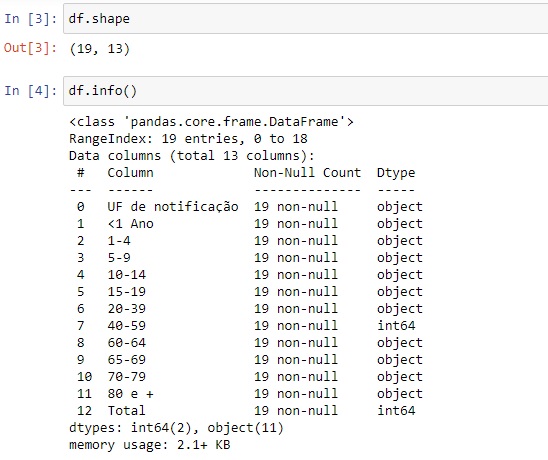 In [3]: df.shape
Out[3]: (19, 13)
In [4]: df.info()
<class 'pandas.core.frame.DataFrame'>
RangeIndex: 19 entries, 0 to 18
Data columns (total 13 columns):
 #   Column             Non-Null Count  Dtype
---  ------             --------------  -----
 0   UF de notificação  19 non-null     object
 1   <1 Ano             19 non-null     object
 2   1-4                19 non-null     object
 3   5-9                19 non-null     object
 4   10-14              19 non-null     object
 5   15-19              19 non-null     object
 6   20-39              19 non-null     object
 7   40-59              19 non-null     int64
 8   60-64              19 non-null     object
 9   65-69              19 non-null     object
 10  70-79              19 non-null     object
 11  80 e +             19 non-null     object
 12  Total              19 non-null     int64
dtypes: int64(2), object(11)
memory usage: 2.1+ KB